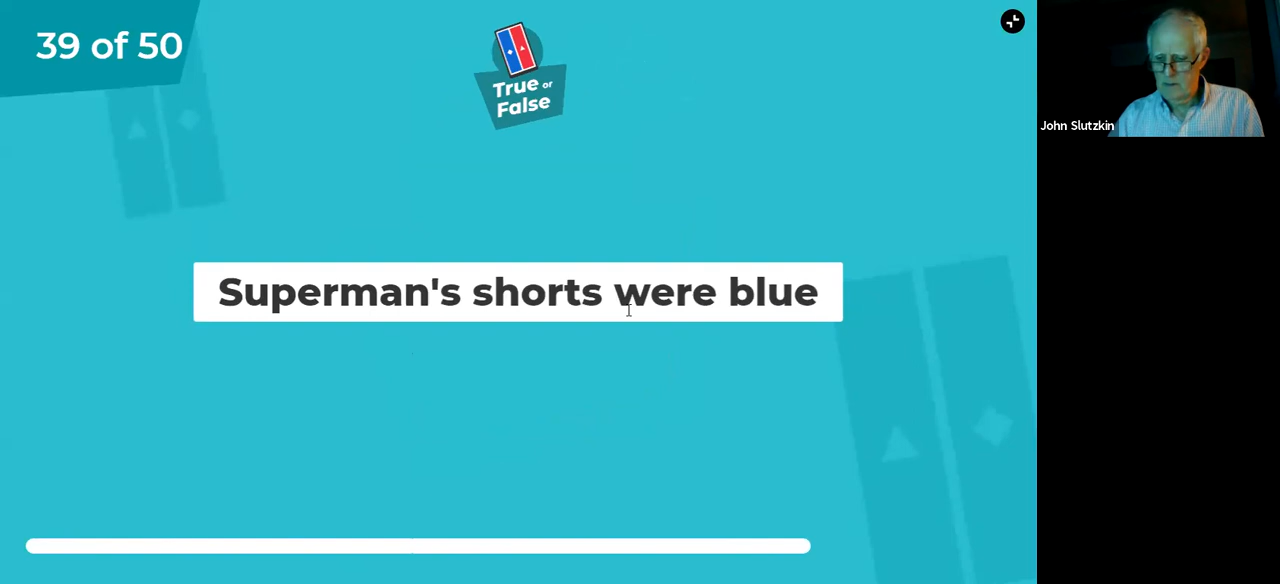 39 of 50
True or
False
John Slutzkin
Superman's shorts were blue